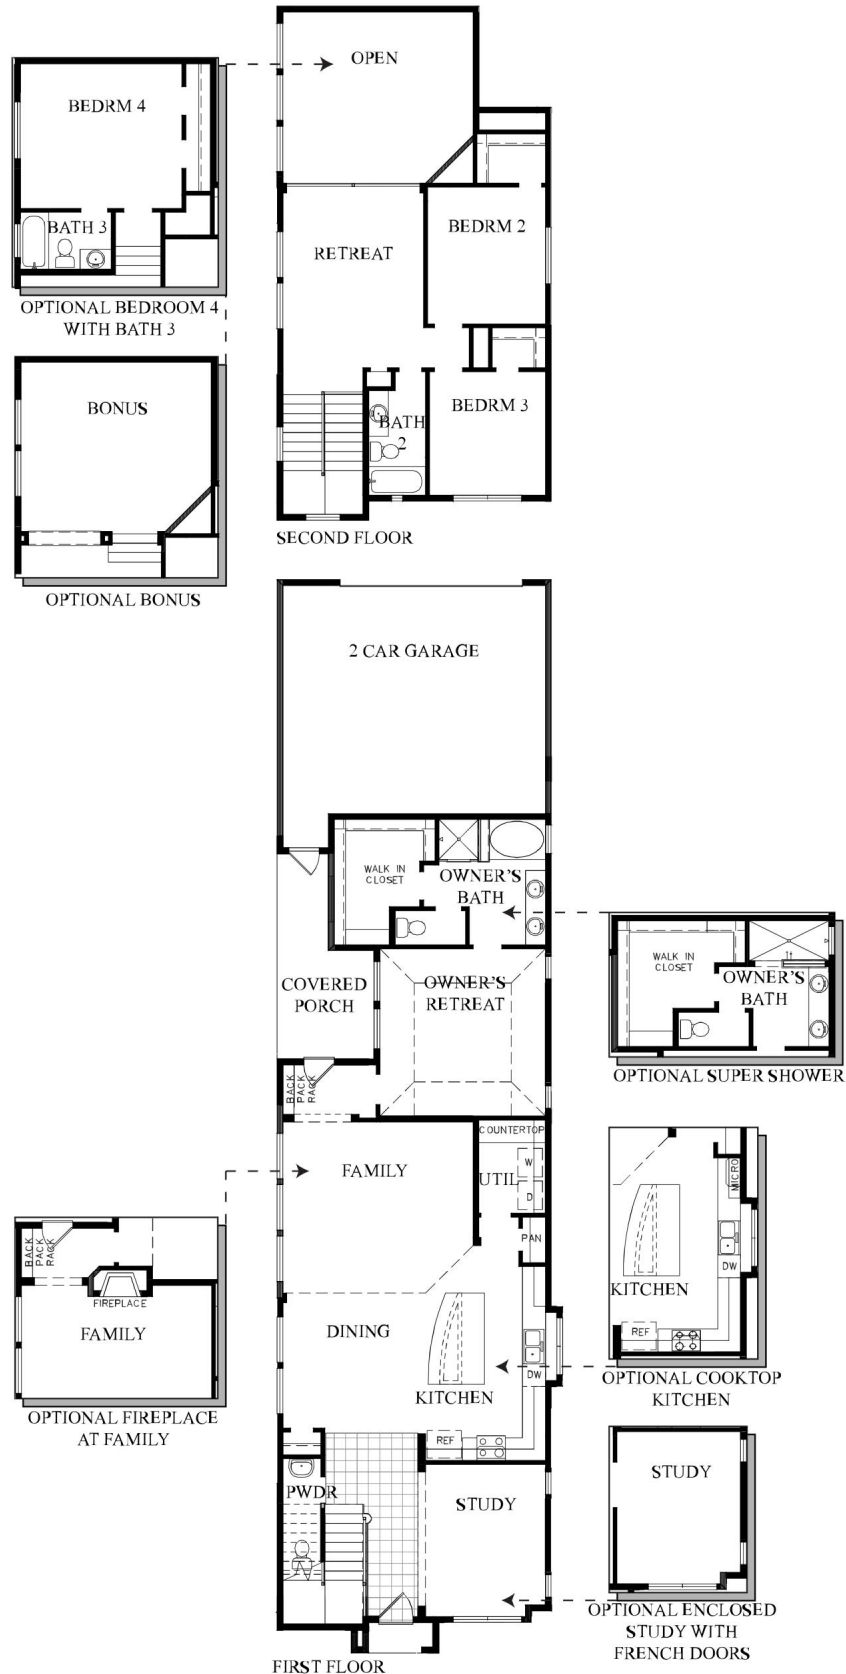 OPEN
BEDRM 4
BATH 3
OPTIONAL BEDROOM 4
WITH BATH 3
BEDRM 2
RETREAT
BONUS
OPTIONAL BONUS
BEDRM 3
BATH
2
SECOND FLOOR
2 CAR GARAGE
WALK IN
CLOSET
OWNER'S
BATH
COVERED
PORCH
OWNER'S
RETREAT
WALK IN
CLOSET
OWNER'S
BATH
OPTIONAL SUPER SHOWER
BACK
PACK
RACK
COUNTERTOP
W
UTIL
D
PAN
FAMILY
DINING
KITCHEN
DW
REF
MICRO
DW
KITCHEN
REF
OPTIONAL COOKTOP
KITCHEN
BACK
PACK
RACK
FIREPLACE
FAMILY
OPTIONAL FIREPLACE
AT FAMILY
PWDR
STUDY
STUDY
OPTIONAL ENCLOSED
STUDY WITH
FRENCH DOORS
FIRST FLOOR